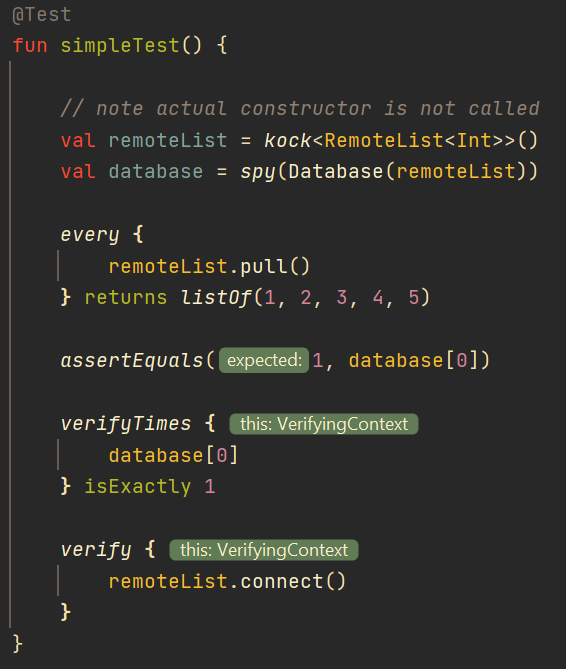 @Test
fun simpleTest() {
// note actual constructor is not called
val remoteList = kock<RemoteList<Int>>()
val database = spy(Database(remoteList))
every {
remoteList.pull()
} returns listOf(1, 2, 3, 4, 5)
assertEquals( expected: 1, database[0])
verifyTimes { this: VerifyingContext
database[0]
} isExactly 1
verify { this: VerifyingContext
remoteList.connect()
}
}